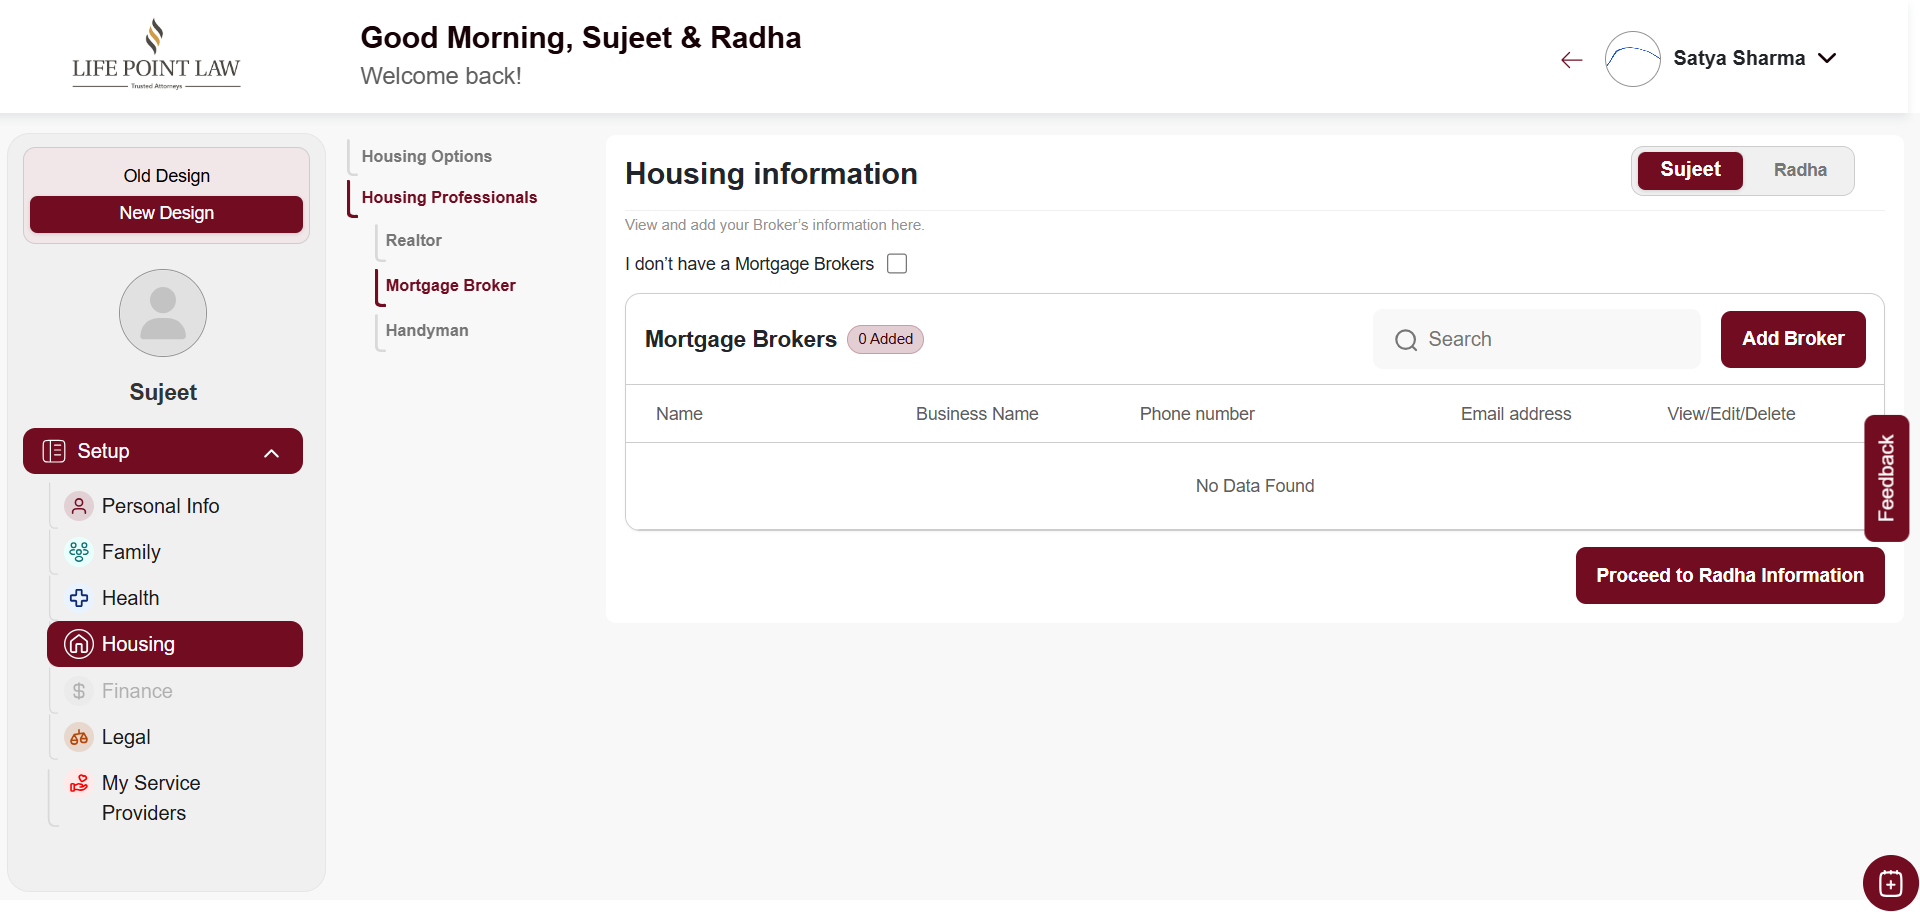 LIFE POINT LAW
Trusted Attorneys
Good Morning, Sujeet & Radha
Welcome back!
Satya Sharma
Old Design
New Design
Sujeet
Setup
Personal Info
Family
Health
Housing
Finance
Legal
My Service
Providers
Housing Options
Housing Professionals
Realtor
Mortgage Broker
Handyman
Housing information
Sujeet Radha
View and add your Broker's information here.
I don't have a Mortgage Brokers
Mortgage Brokers 0 Added Search Add Broker
Name Business Name Phone number Email address View/Edit/Delete
No Data Found
Feedback
Proceed to Radha Information